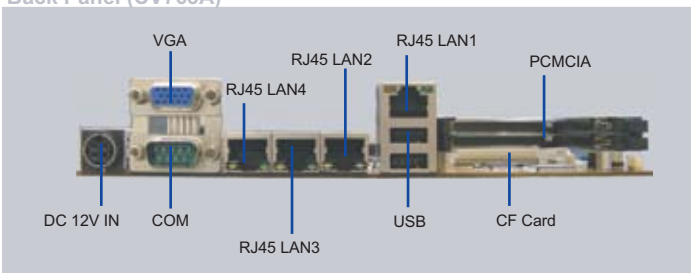 Back Panel (CV763A)
VGA
RJ45 LAN2
RJ45 LAN1
PCMCIA
RJ45 LAN4
DC 12V IN
COM
RJ45 LAN3
USB
CF Card